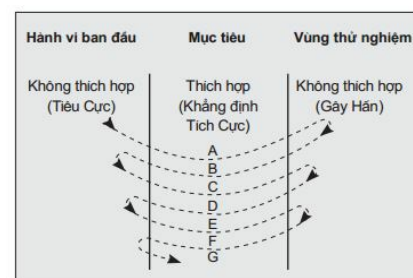 Hành vi ban đầu
Mục tiêu
Vùng thử nghiệm
Không thích hợp
(Tiêu Cực)
Thích hợp
(Khẳng định
Tích Cực)
Không thích hợp
(Gây Hấn)
A
B
C
D
E
F
G